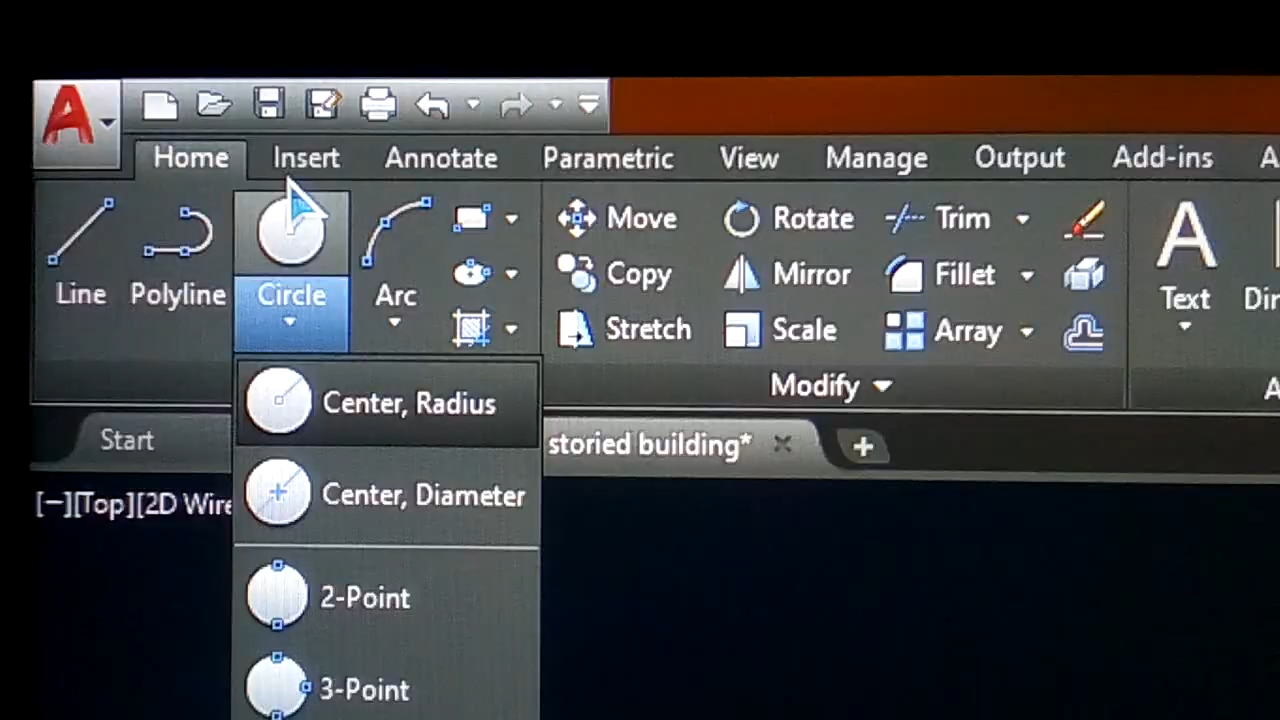 A
Home Insert Annotate Parametric View Manage Output Add-ins A
Line Polyline Circle Arc
Move Rotate Trim
Copy Mirror Fillet
Stretch Scale Array
A
Text
Modify
Center, Radius
Start storied building* +
Center, Diameter
[−][Top][2D Wire
2-Point
3-Point